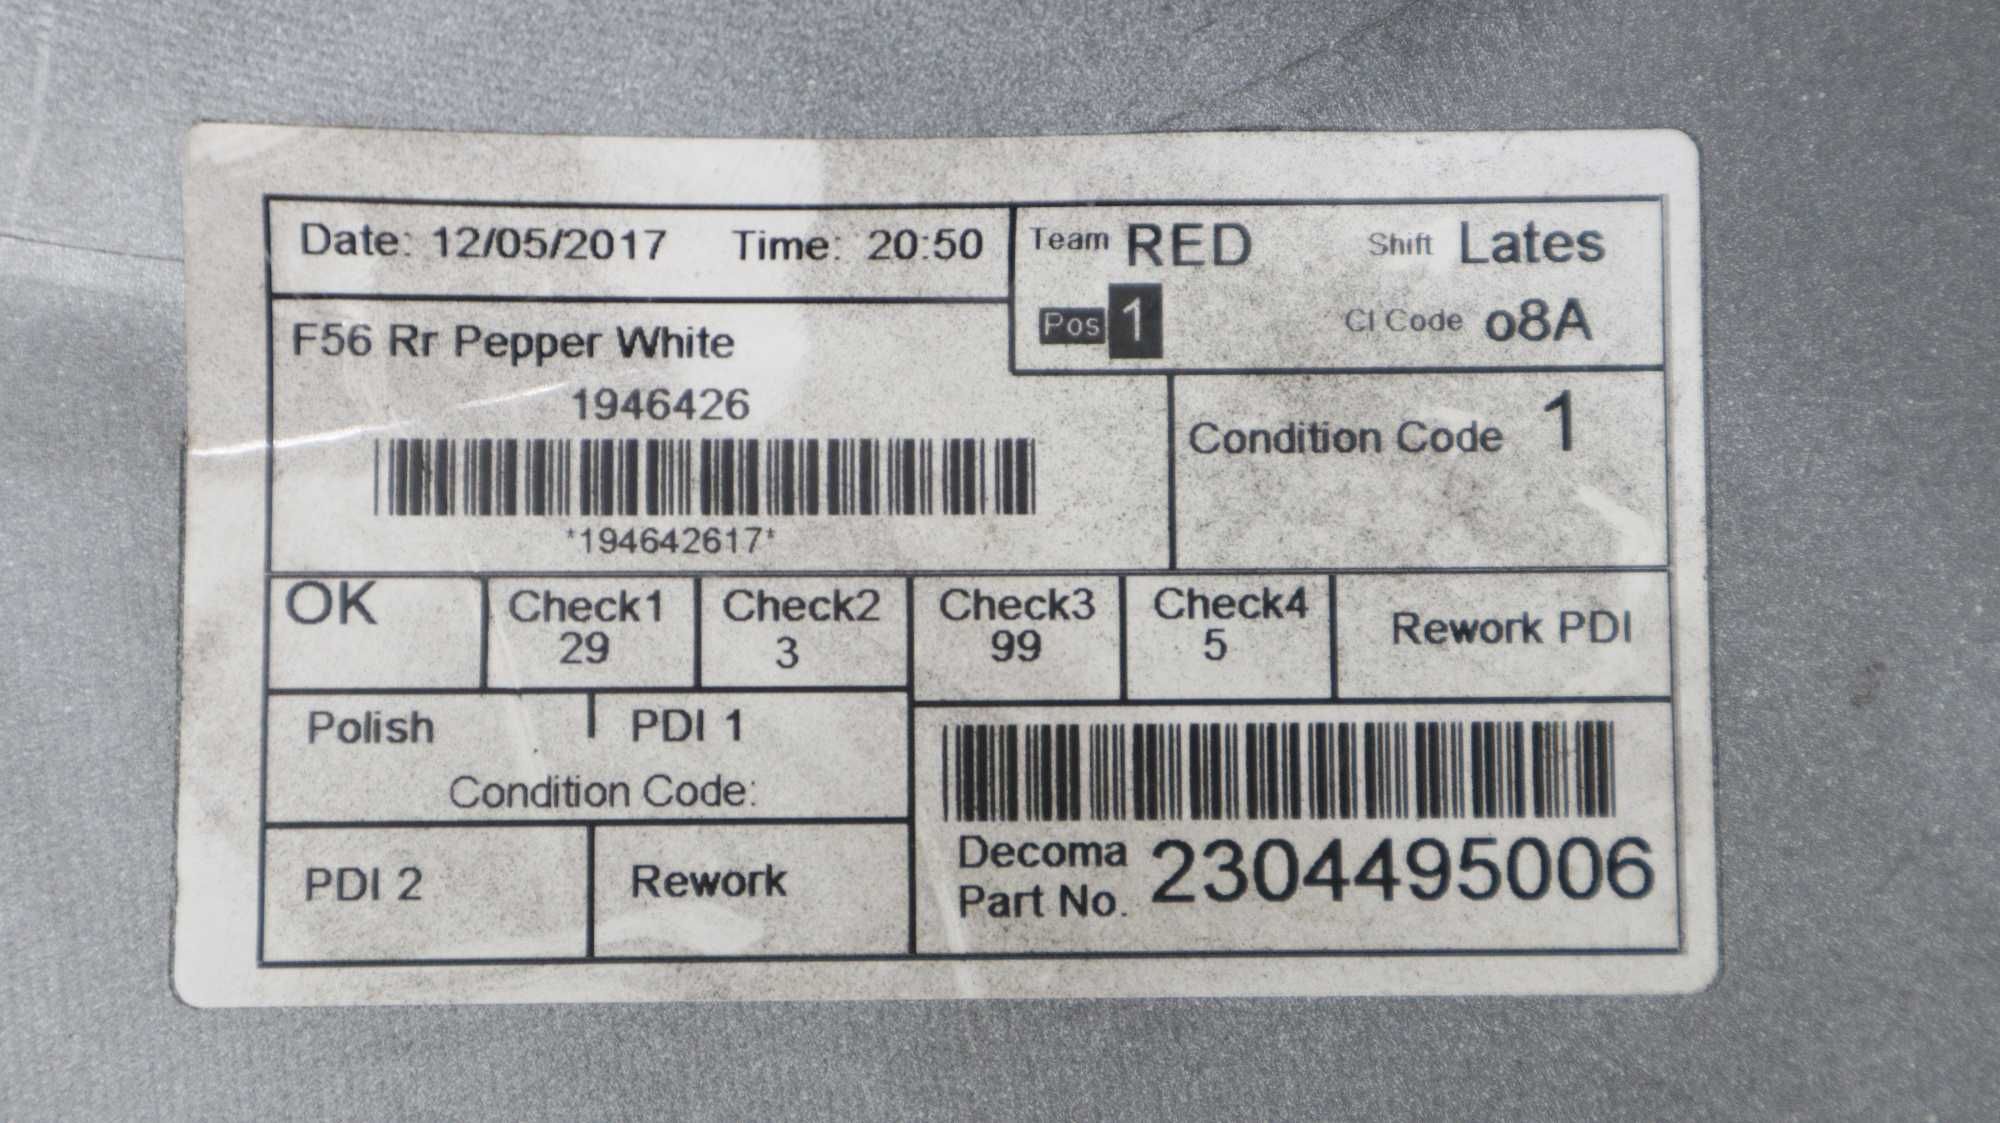 Date: 12/05/2017 Time: 20:50
Team RED Shift Lates
Pos 1 CI Code o8A
F56 Rr Pepper White
1946426
*194642617*
Condition Code 1
OK Check1 Check2 Check3 Check4 Rework PDI
29 3 99 5
Polish PDI 1
Condition Code:
PDI 2 Rework
Decoma
Part No. 2304495006